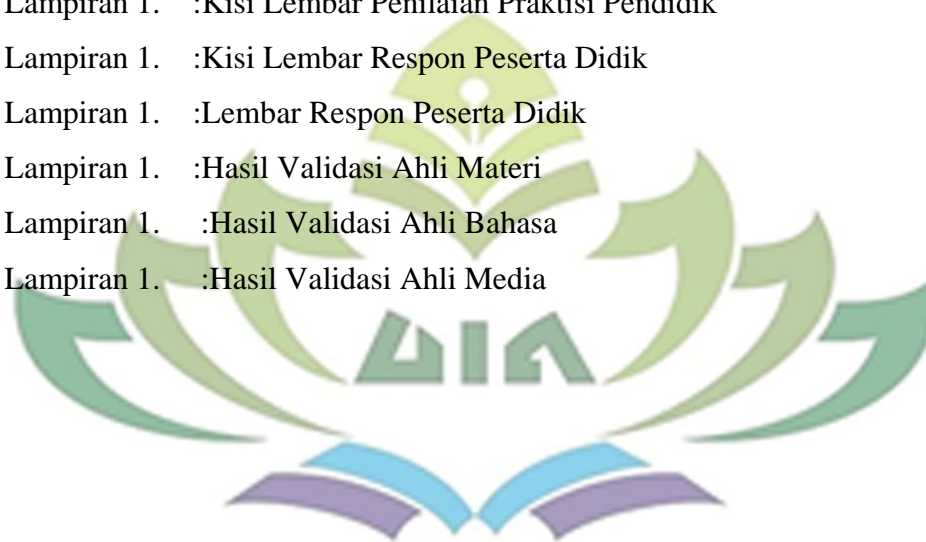 Lampiran 1. :Kisi Lembar Penilaian Praktisi Pendidik
Lampiran 1. :Kisi Lembar Respon Peserta Didik
Lampiran 1. :Lembar Respon Peserta Didik
Lampiran 1. :Hasil Validasi Ahli Materi
Lampiran 1. :Hasil Validasi Ahli Bahasa
Lampiran 1. :Hasil Validasi Ahli Media
UIN